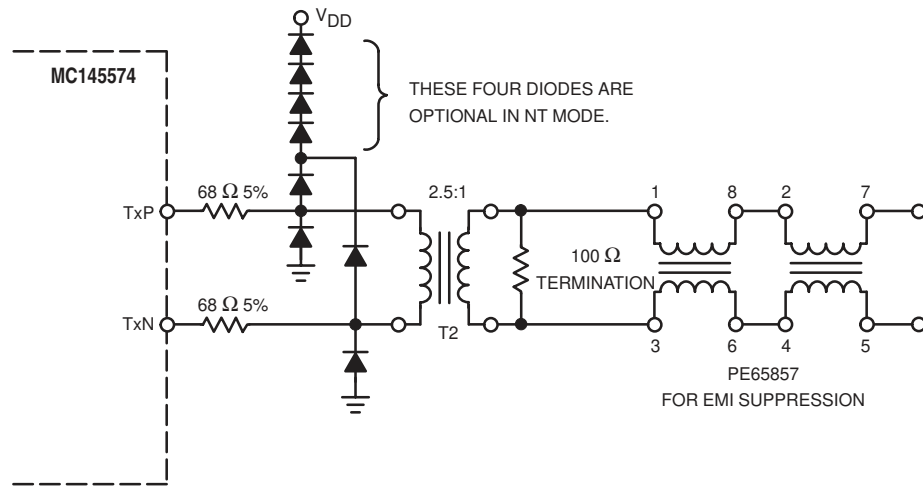 VDD
MC145574
THESE FOUR DIODES ARE
OPTIONAL IN NT MODE.
68 Ω 5%
2.5:1
1
8
2
7
TxP
100 Ω
TERMINATION
68 Ω 5%
TxN
T2
3
6
4
5
PE65857
FOR EMI SUPPRESSION